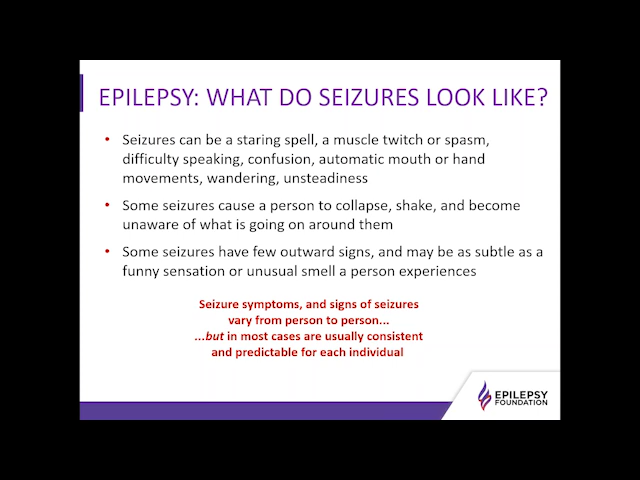 EPILEPSY: WHAT DO SEIZURES LOOK LIKE?
• Seizures can be a staring spell, a muscle twitch or spasm,
difficulty speaking, confusion, automatic mouth or hand
movements, wandering, unsteadiness
• Some seizures cause a person to collapse, shake, and become
unaware of what is going on around them
• Some seizures have few outward signs, and may be as subtle as a
funny sensation or unusual smell a person experiences
Seizure symptoms, and signs of seizures
vary from person to person...
...but in most cases are usually consistent
and predictable for each individual
EPILEPSY
FOUNDATION